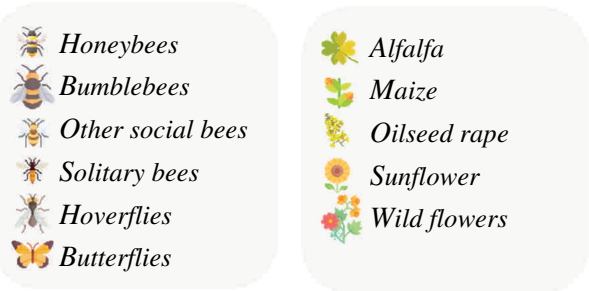 Honeybees
Bumblebees
Other social bees
Solitary bees
Hoverflies
Butterflies
Alfalfa
Maize
Oilseed rape
Sunflower
Wild flowers